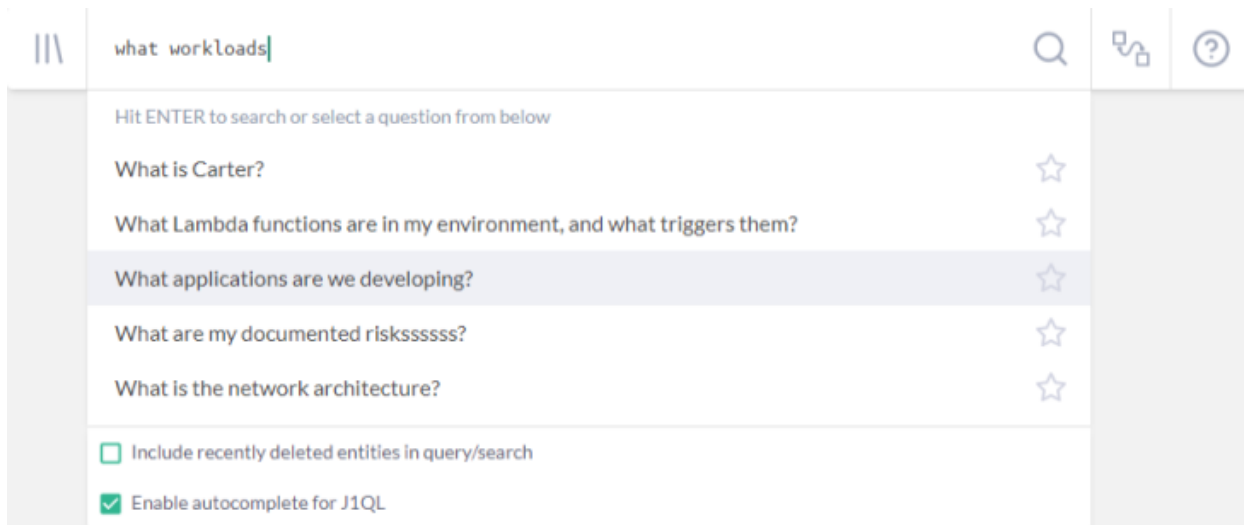 what workloads
Hit ENTER to search or select a question from below
What is Carter?
What Lambda functions are in my environment, and what triggers them?
What applications are we developing?
What are my documented risksssss?
What is the network architecture?
Include recently deleted entities in query/search
Enable autocomplete for J1QL